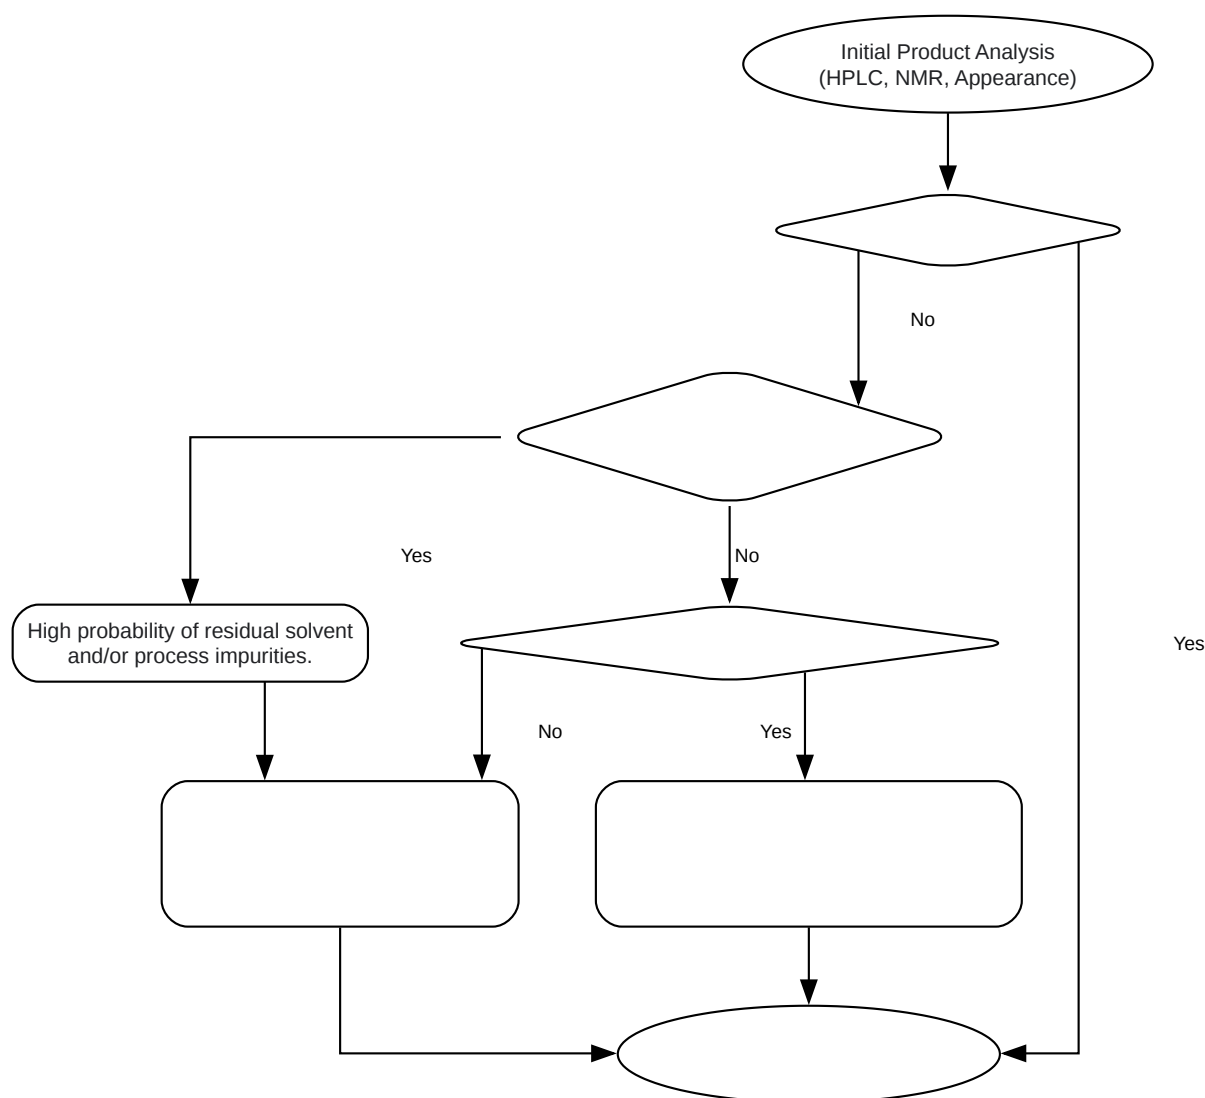 Initial Product Analysis
(HPLC, NMR, Appearance)
No
Yes
No
High probability of residual solvent
and/or process impurities.
Yes
No
Yes